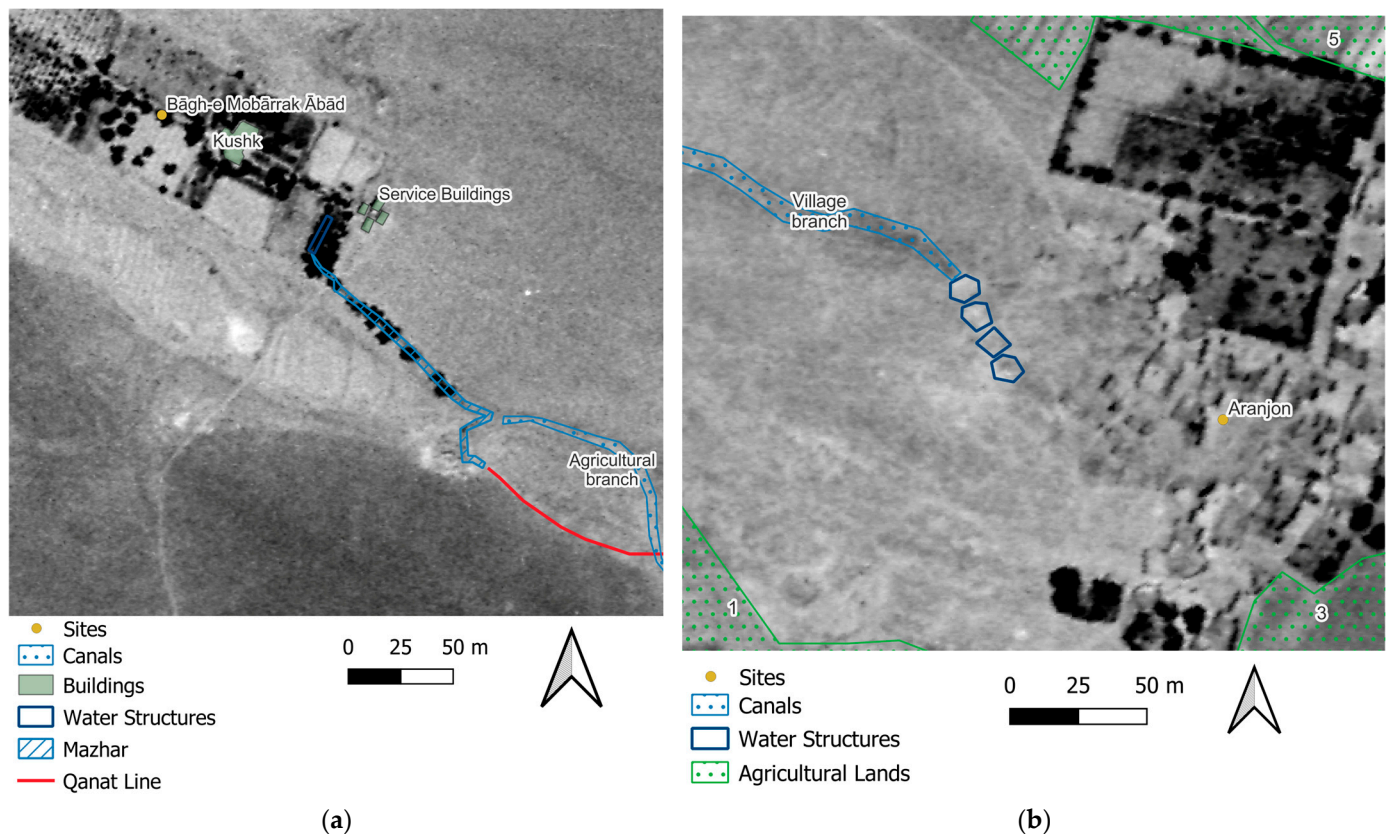 Bāgh-e Mobārrak Ābād
Kushk
Service Buildings
Agricultural
branch
Sites
Canals
Buildings
Water Structures
Mazhar
Qanat Line
0 25 50 m
(a)
5
Village
branch
Aranjon
1
3
Sites
Canals
Water Structures
Agricultural Lands
0 25 50 m
(b)